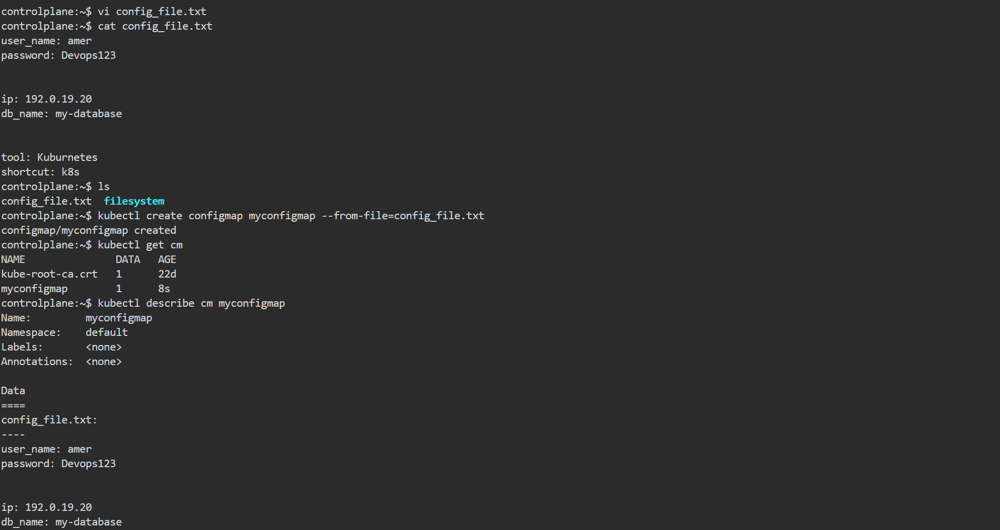 controlplane:~$ vi config_file.txt
controlplane:~$ cat config_file.txt
user_name: amer
password: Devops123
ip: 192.0.19.20
db_name: my-database
tool: Kuburnetes
shortcut: k8s
controlplane:~$ ls
config_file.txt  filesystem
controlplane:~$ kubectl create configmap myconfigmap --from-file=config_file.txt
configmap/myconfigmap created
controlplane:~$ kubectl get cm
NAME               DATA   AGE
kube-root-ca.crt   1      22d
myconfigmap        1      8s
controlplane:~$ kubectl describe cm myconfigmap
Name:         myconfigmap
Namespace:    default
Labels:       <none>
Annotations:  <none>
Data
====
config_file.txt:
----
user_name: amer
password: Devops123
ip: 192.0.19.20
db_name: my-database